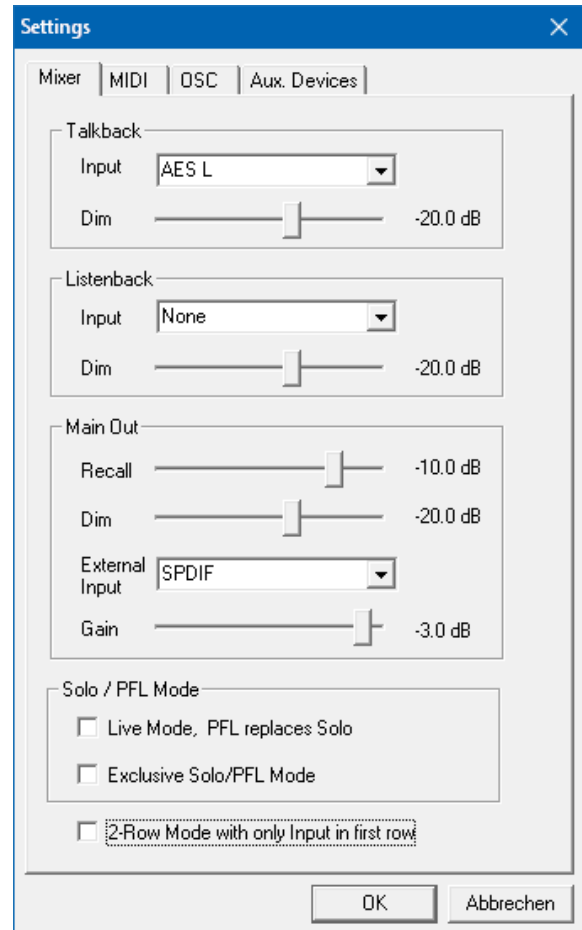 Settings
Mixer MIDI OSC Aux. Devices
Talkback
Input AES L
Dim -20.0 dB
Listenback
Input None
Dim -20.0 dB
Main Out
Recall -10.0 dB
Dim -20.0 dB
External
Input
SPDIF
Gain -3.0 dB
Solo / PFL Mode
Live Mode, PFL replaces Solo
Exclusive Solo/PFL Mode
2-Row Mode with only Input in first row
OK Abbrechen